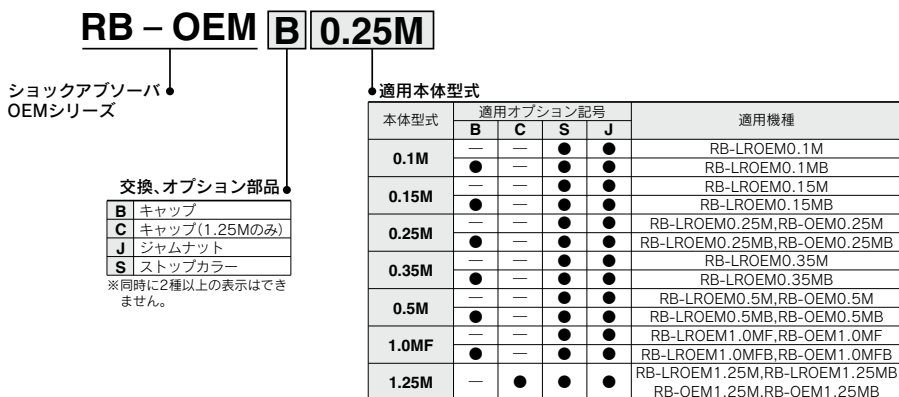 RB – OEM B 0.25M
ショックアブソーバ
OEMシリーズ
交換、オプション部品
B キャップ
C キャップ(1.25Mのみ)
J ジャムナット
S ストップカラー
※同時に2種以上の表示はでき
ません。
適用本体型式
本体型式 適用オプション記号 適用機種
B C S J
0.1M — — ● ● RB-LROEM0.1M
● — ● ● RB-LROEM0.1MB
0.15M — — ● ● RB-LROEM0.15M
● — ● ● RB-LROEM0.15MB
0.25M — — ● ● RB-LROEM0.25M,RB-OEM0.25M
● — ● ● RB-LROEM0.25MB,RB-OEM0.25MB
0.35M — — ● ● RB-LROEM0.35M
● — ● ● RB-LROEM0.35MB
0.5M — — ● ● RB-LROEM0.5M,RB-OEM0.5M
● — ● ● RB-LROEM0.5MB,RB-OEM0.5MB
1.0MF — — ● ● RB-LROEM1.0MF,RB-OEM1.0MF
● — ● ● RB-LROEM1.0MFB,RB-OEM1.0MFB
1.25M — ● ● ● RB-LROEM1.25M,RB-LROEM1.25MB
RB-OEM1.25M,RB-OEM1.25MB